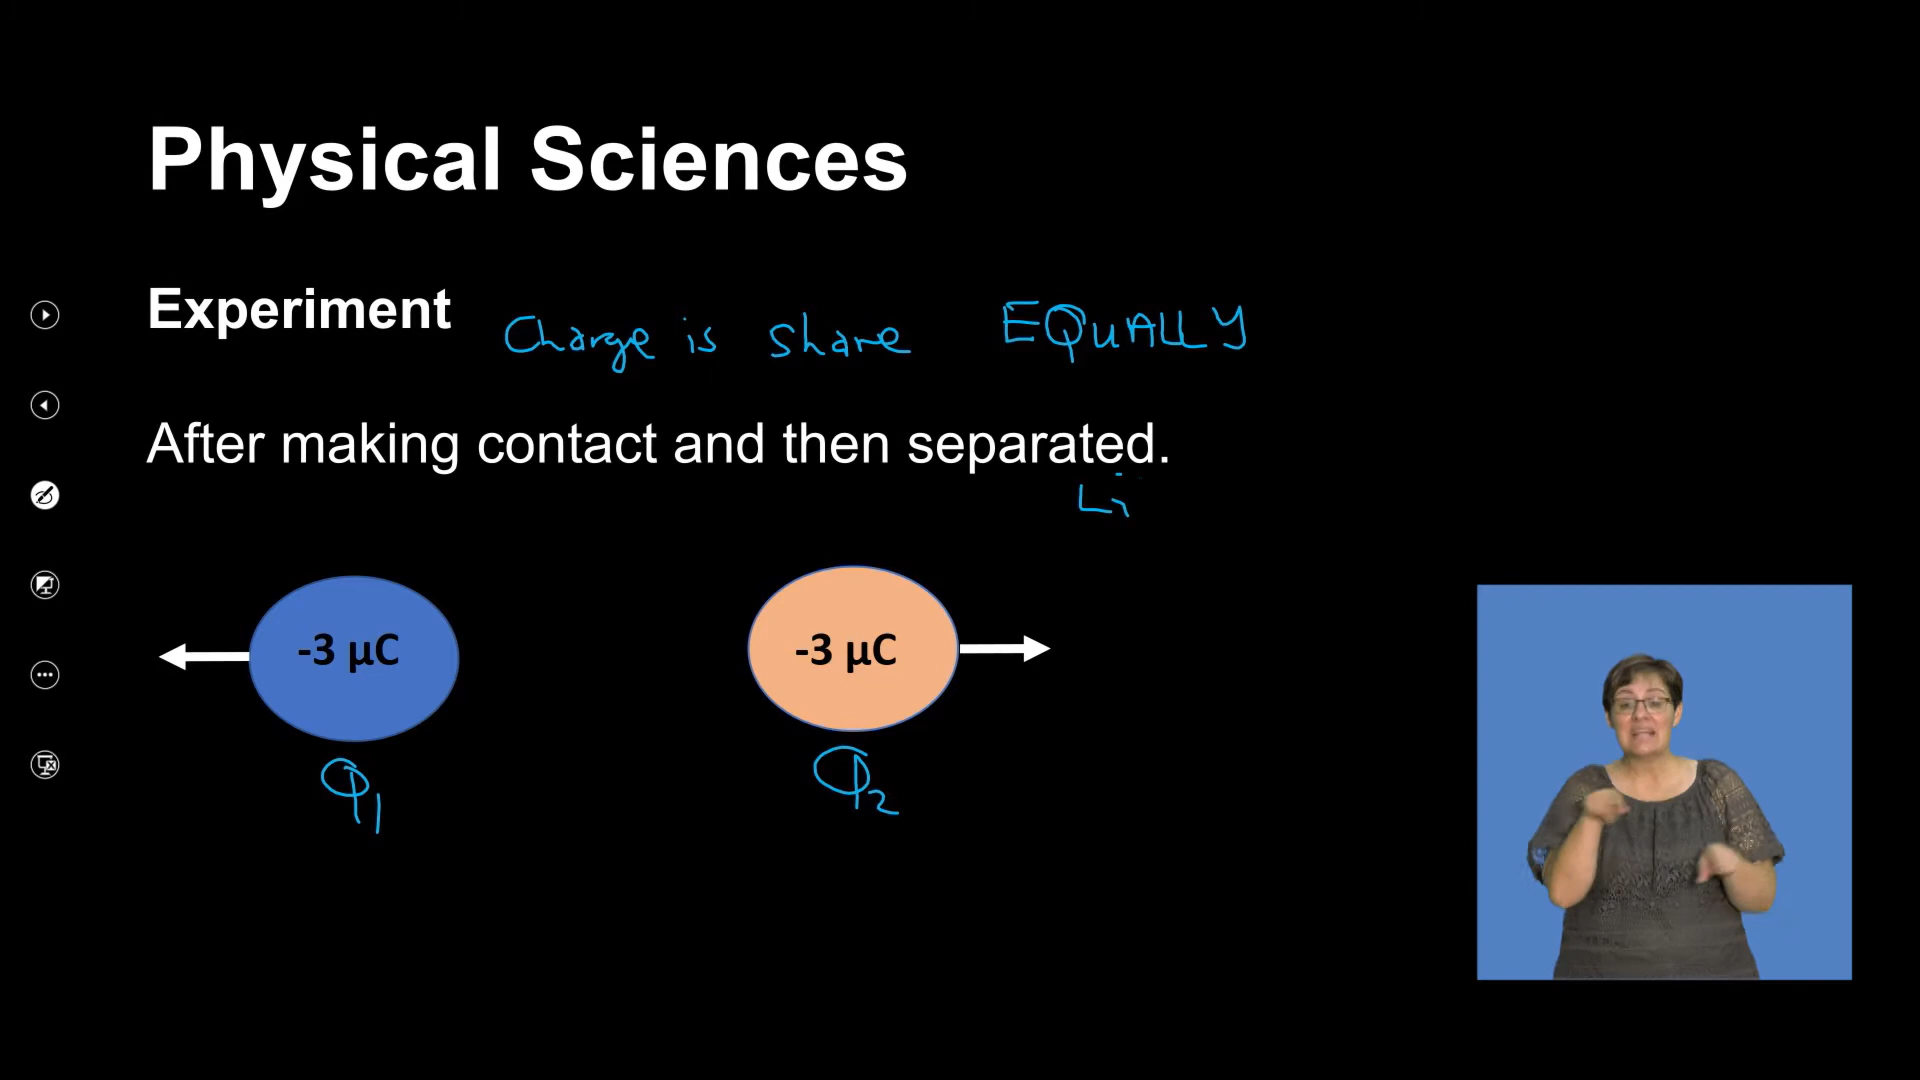 Physical Sciences
Experiment Charge is share EQUALLY
After making contact and then separated.
Li
-3 µC -3 µC
Q1 Q2